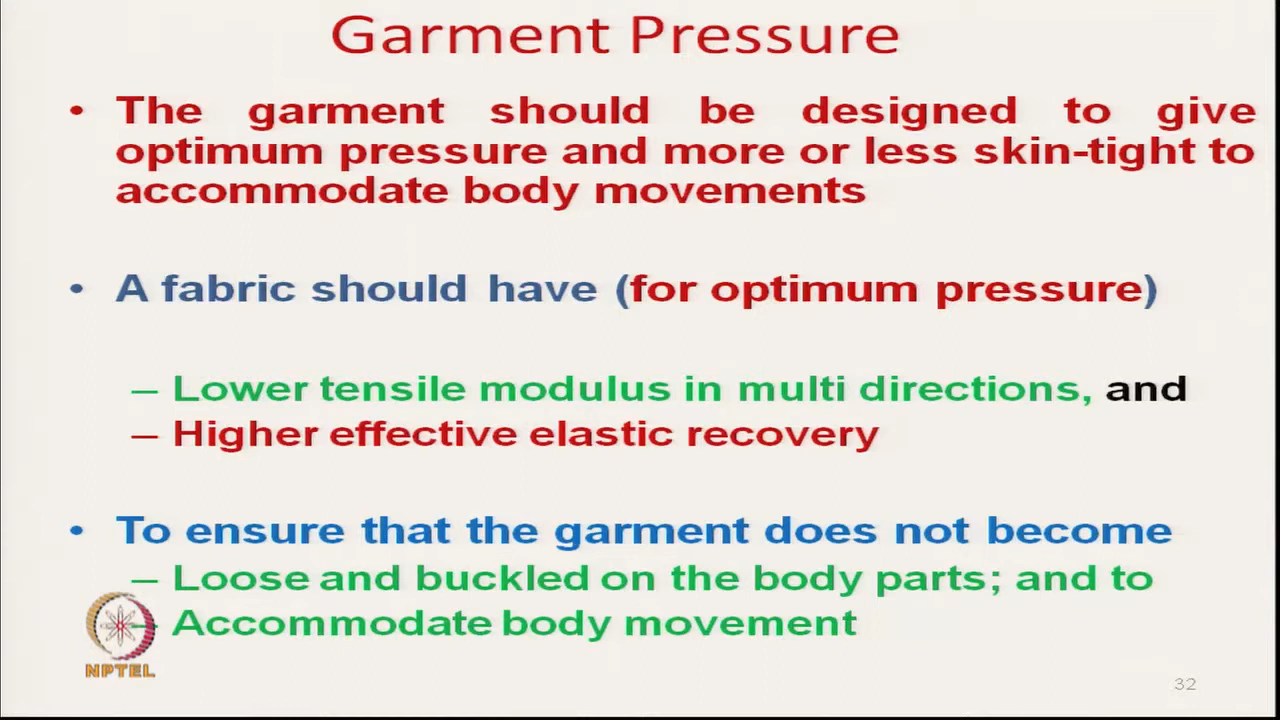 Garment Pressure
• The garment should be designed to give
optimum pressure and more or less skin-tight to
accommodate body movements
• A fabric should have (for optimum pressure)
– Lower tensile modulus in multi directions, and
– Higher effective elastic recovery
• To ensure that the garment does not become
– Loose and buckled on the body parts; and to
– Accommodate body movement
NPTEL
32